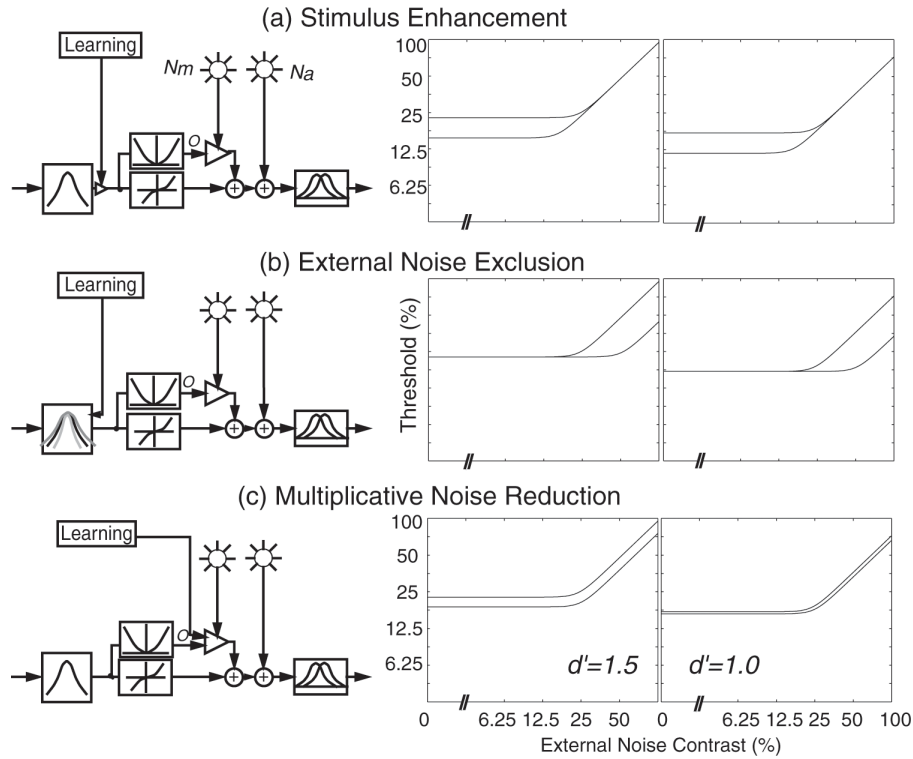 (a) Stimulus Enhancement
Learning
Nm
Na
O
100
50
25
12.5
6.25
(b) External Noise Exclusion
Learning
O
Threshold (%)
(c) Multiplicative Noise Reduction
Learning
O
100
50
25
12.5
6.25
d'=1.5
d'=1.0
0 6.25 12.5 25 50 0 6.25 12.5 25 50 100
External Noise Contrast (%)